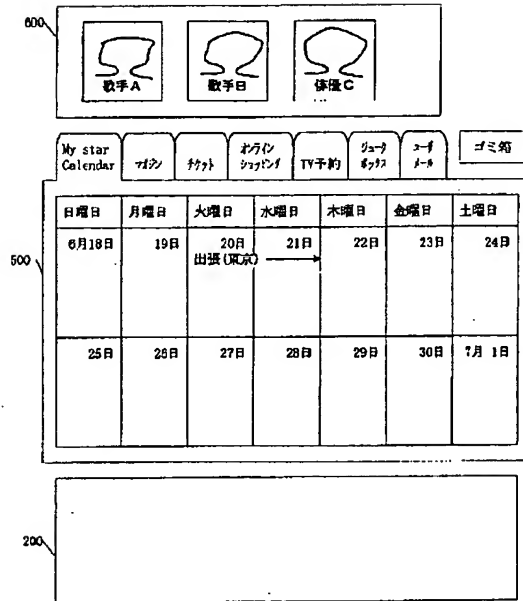 600
歌手A
歌手B
俳優C
My star
Calendar
マガジン
チケット
オンライン
ショッピング
TV予約
ジューク
ボックス
ユーザ
メール
ゴミ箱
500
日曜日 月曜日 火曜日 水曜日 木曜日 金曜日 土曜日
6月18日 19日 20日 21日 22日 23日 24日
出張(東京)
25日 26日 27日 28日 29日 30日 7月 1日
200